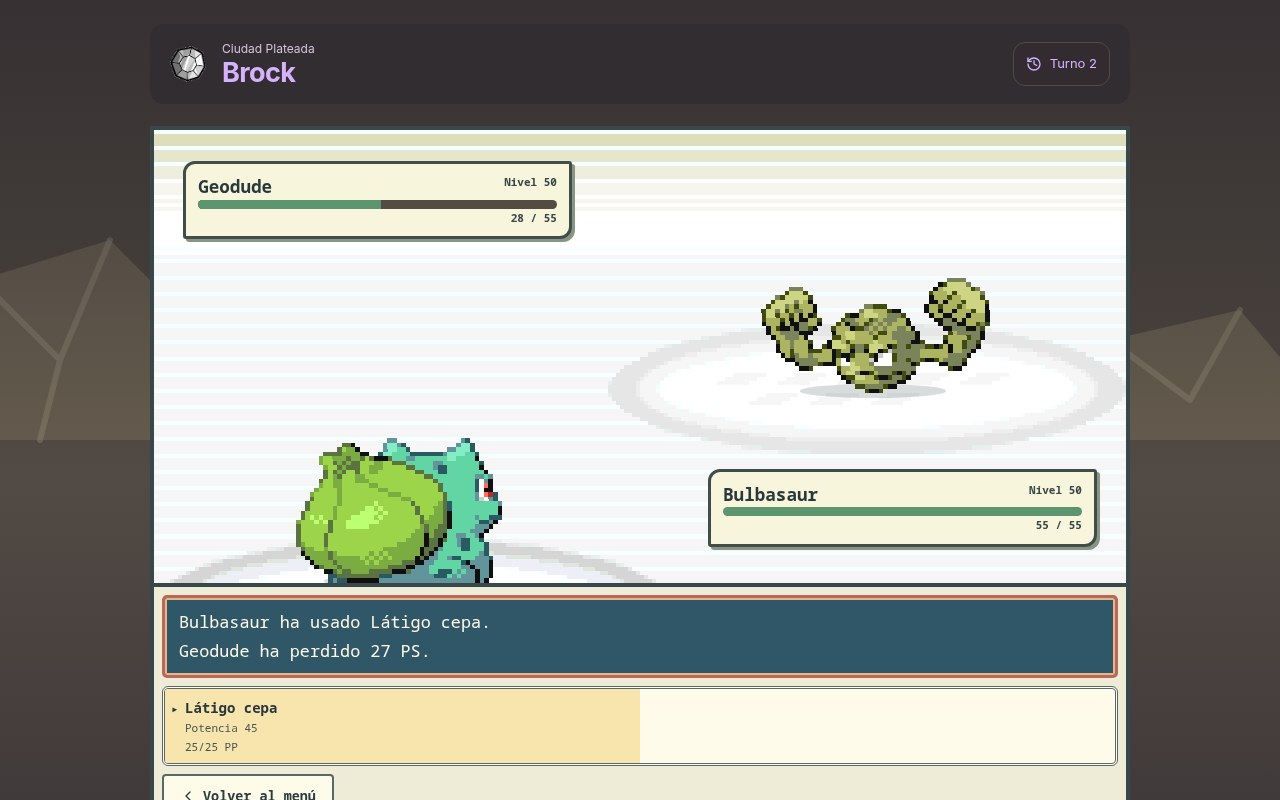 Ciudad Plateada
Brock
Turno 2
Geodude
Nivel 50
28 / 55
Bulbasaur
Nivel 50
55 / 55
Bulbasaur ha usado Látigo cepa.
Geodude ha perdido 27 PS.
▸ Látigo cepa
Potencia 45
25/25 PP
Volver al menú